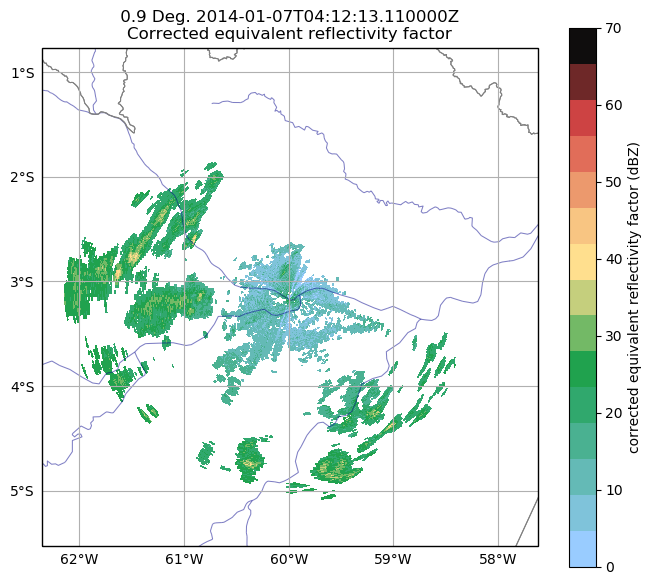 0.9 Deg. 2014-01-07T04:12:13.110000Z
Corrected equivalent reflectivity factor
1°S
2°S
3°S
4°S
5°S
62°W
61°W
60°W
59°W
58°W
70
60
50
40
30
20
10
0
corrected equivalent reflectivity factor (dBZ)